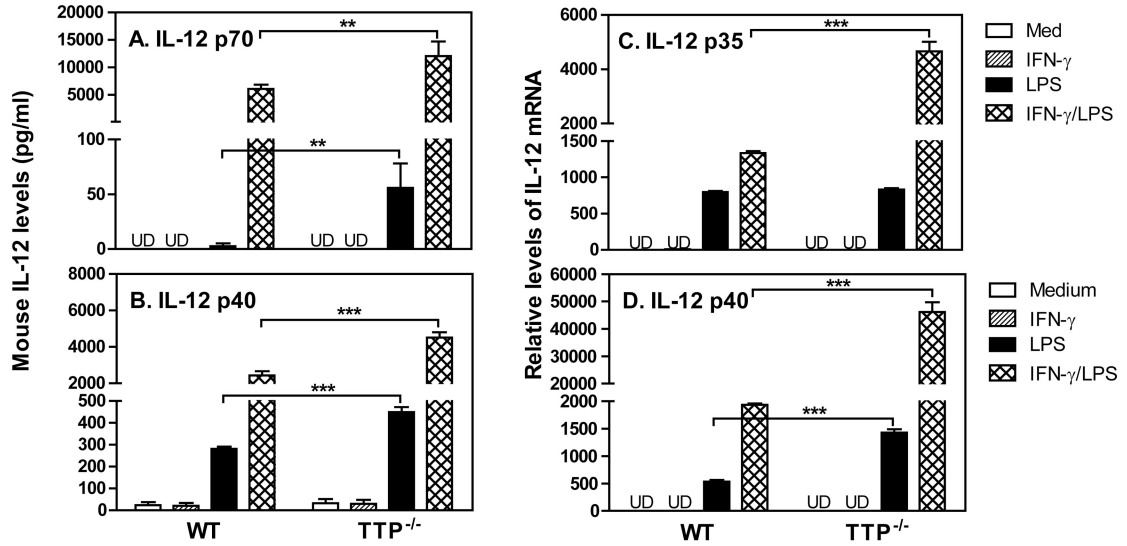 Mouse IL-12 levels (pg/ml)
A. IL-12 p70
20000
15000
10000
5000
100
50
0
**
**
UD UD
UD UD
B. IL-12 p40
8000
6000
4000
2000
500
400
300
200
100
0
***
***
WT
TTP-/-
Relative levels of IL-12 mRNA
C. IL-12 p35
6000
4000
2000
1500
1000
500
0
***
UD UD
UD UD
Med
IFN-γ
LPS
IFN-γ/LPS
D. IL-12 p40
60000
50000
40000
30000
20000
2000
1500
1000
500
0
***
***
UD UD
UD UD
WT
TTP-/-
Medium
IFN-γ
LPS
IFN-γ/LPS